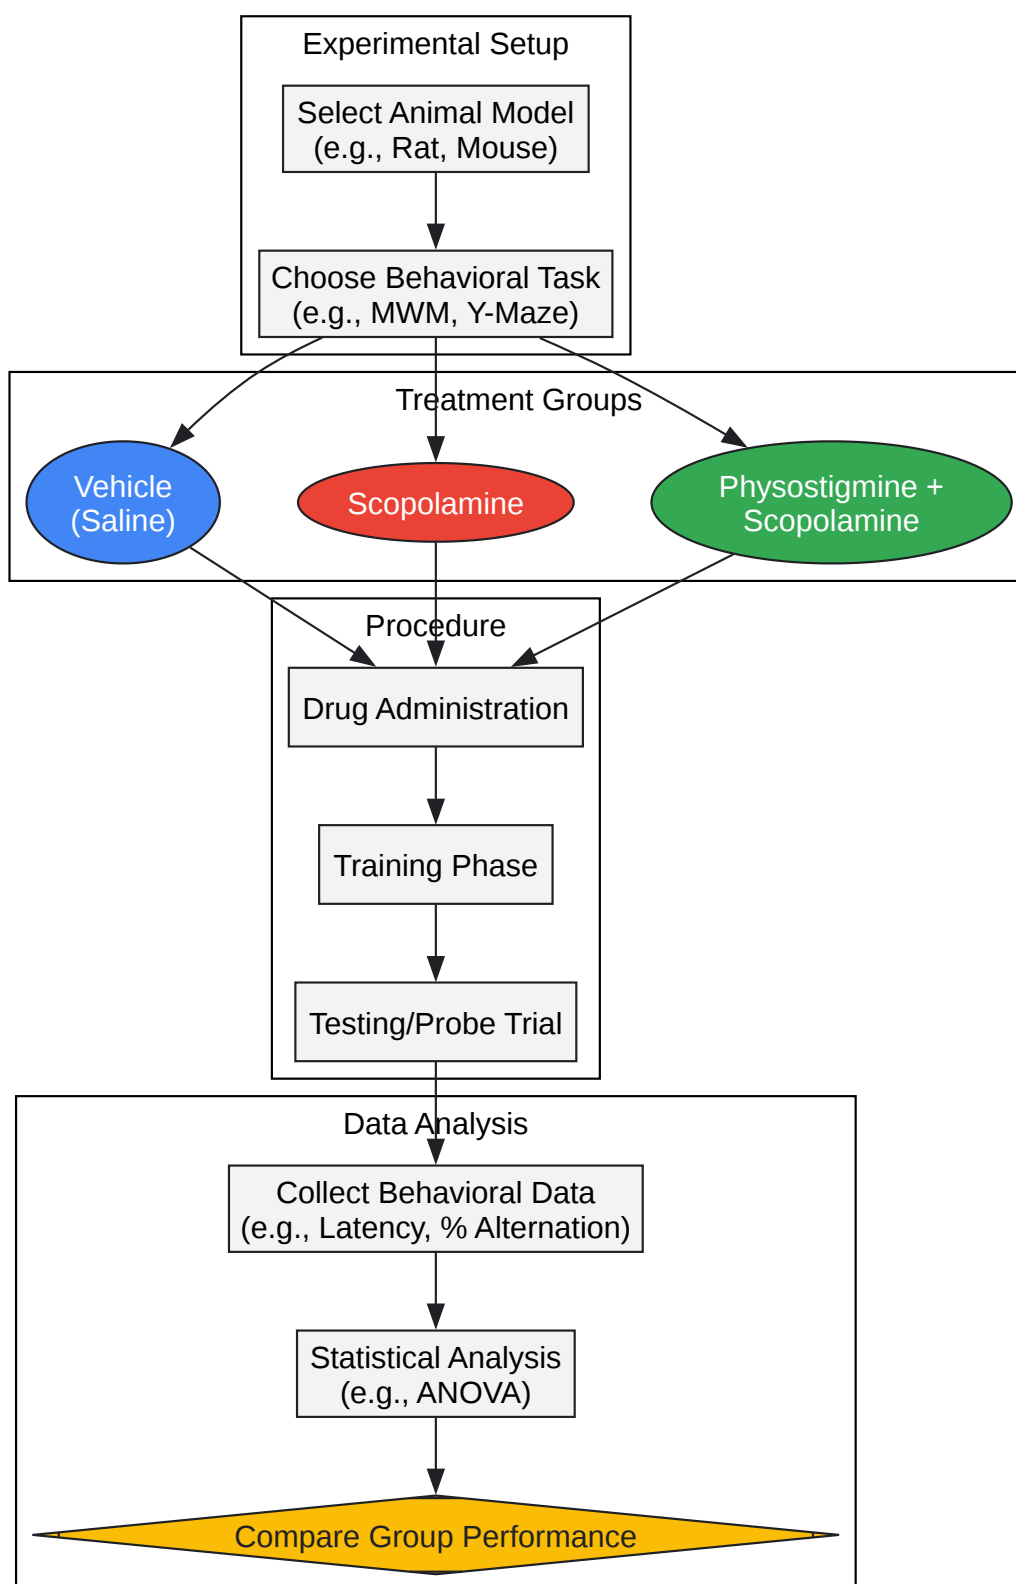 Experimental Setup
Select Animal Model
(e.g., Rat, Mouse)
Choose Behavioral Task
(e.g., MWM, Y-Maze)
Treatment Groups
Vehicle
(Saline)
Scopolamine
Physostigmine +
Scopolamine
Procedure
Drug Administration
Training Phase
Testing/Probe Trial
Data Analysis
Collect Behavioral Data
(e.g., Latency, % Alternation)
Statistical Analysis
(e.g., ANOVA)
Compare Group Performance